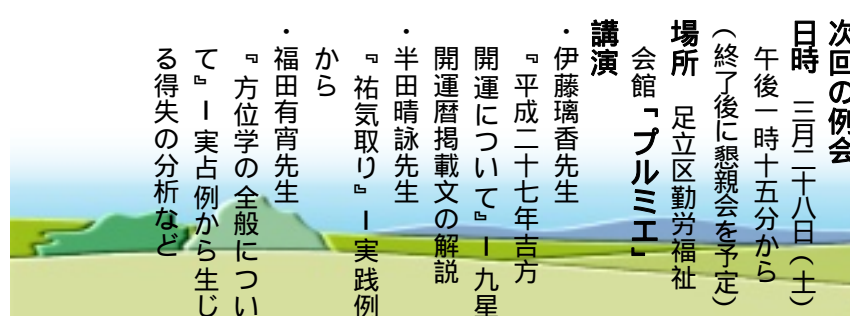 次回の例会
日時　三月二十八日（土）
午後一時十五分から
（終了後に懇親会を予定）
場所　足立区勤労福祉
会館「プルミエ」
講演
・伊藤璃香先生
『平成二十七年吉方
開運について』ー九星
開運暦掲載文の解説
・半田晴詠先生
『祐気取り』ー実践例
から
・福田有宵先生
『方位学の全般につい
て』ー実占例から生じ
る得失の分析など